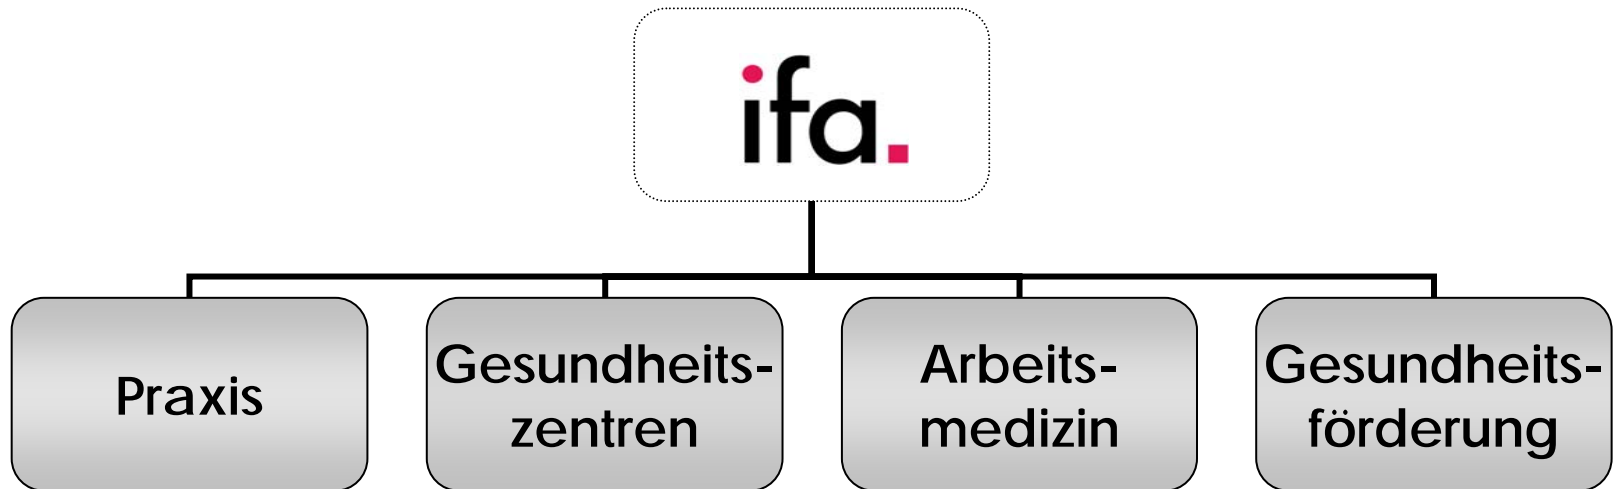 ifa.
Praxis
Gesundheits-
zentren
Arbeits-
medizin
Gesundheits-
förderung